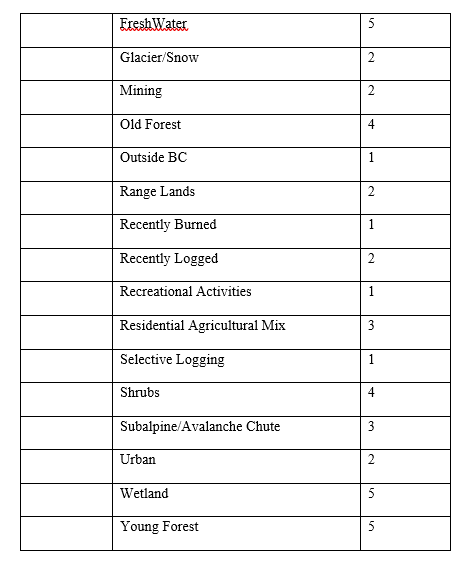 FreshWater 5
Glacier/Snow 2
Mining 2
Old Forest 4
Outside BC 1
Range Lands 2
Recently Burned 1
Recently Logged 2
Recreational Activities 1
Residential Agricultural Mix 3
Selective Logging 1
Shrubs 4
Subalpine/Avalanche Chute 3
Urban 2
Wetland 5
Young Forest 5